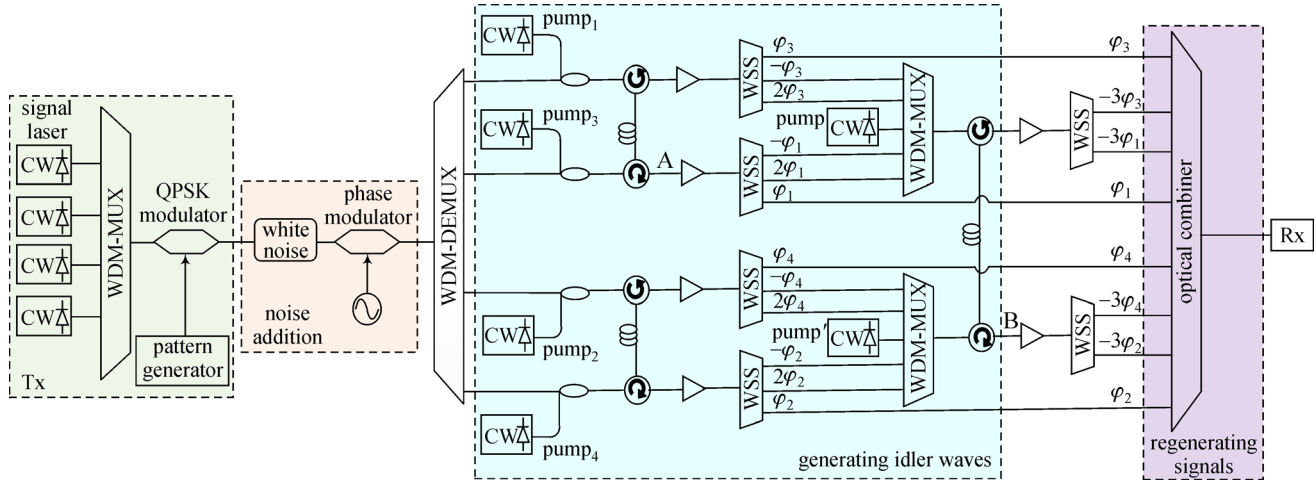 signal
laser
CW
CW
CW
CW
WDM-MUX
QPSK
modulator
pattern
generator
Tx
white
noise
phase
modulator
noise
addition
WDM-DEMUX
CW
pump₁
CW
pump₃
CW
pump₂
CW
pump₄
A
WSS
φ₃
−φ₃
2φ₃
WSS
−φ₁
2φ₁
φ₁
pump
CW
WDM-MUX
WSS
φ₄
−φ₄
2φ₄
WSS
−φ₂
2φ₂
φ₂
pump′
CW
WDM-MUX
B
generating idler waves
WSS
WSS
φ₃
−3φ₃
−3φ₁
φ₁
φ₄
−3φ₄
−3φ₂
φ₂
optical combiner
regenerating
signals
Rx